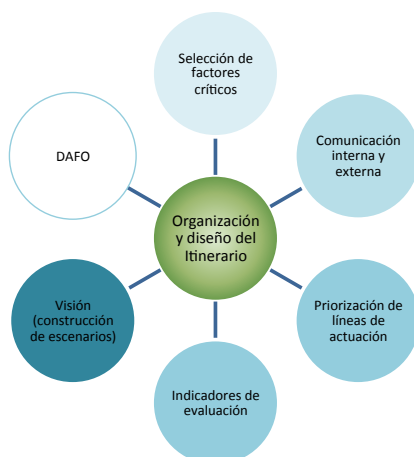 Selección de
factores
críticos
Comunicación
interna y
externa
DAFO
Organización
y diseño del
Itinerario
Visión
(construcción
de escenarios)
Priorización de
líneas de
actuación
Indicadores de
evaluación